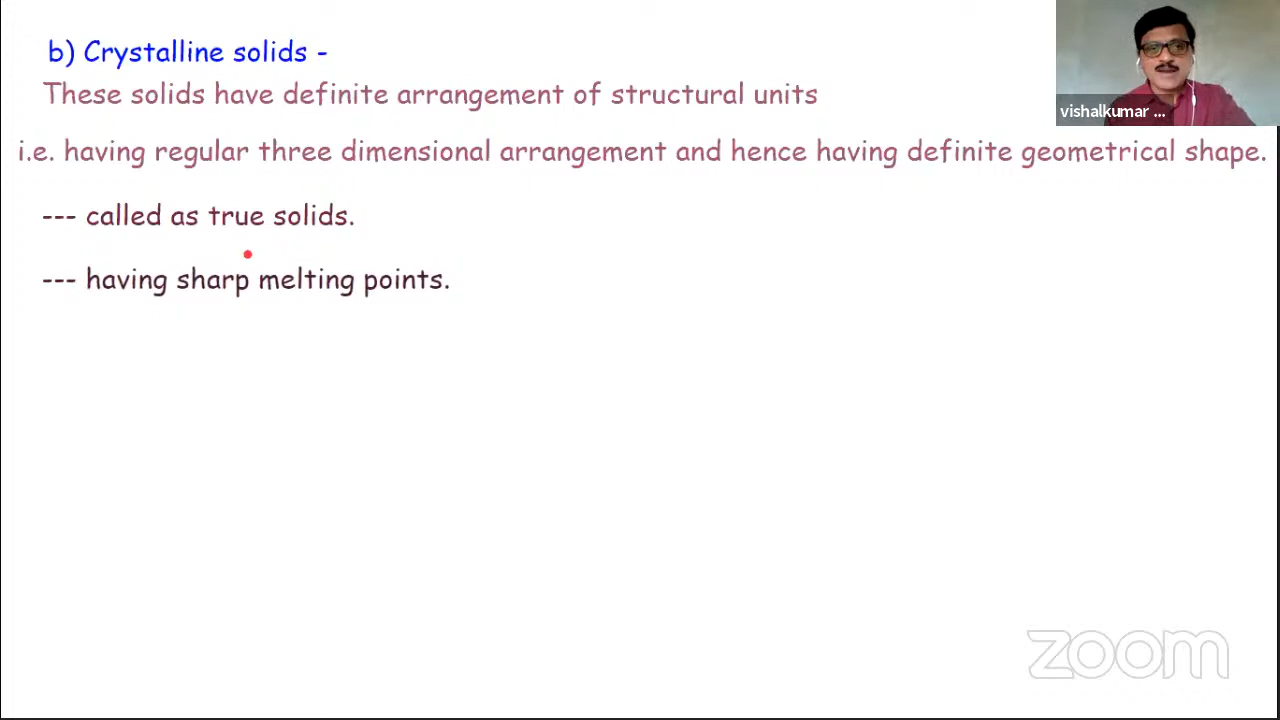 b) Crystalline solids -
These solids have definite arrangement of structural units
vishalkumar ...
i.e. having regular three dimensional arrangement and hence having definite geometrical shape.
--- called as true solids.
--- having sharp melting points.
zoom